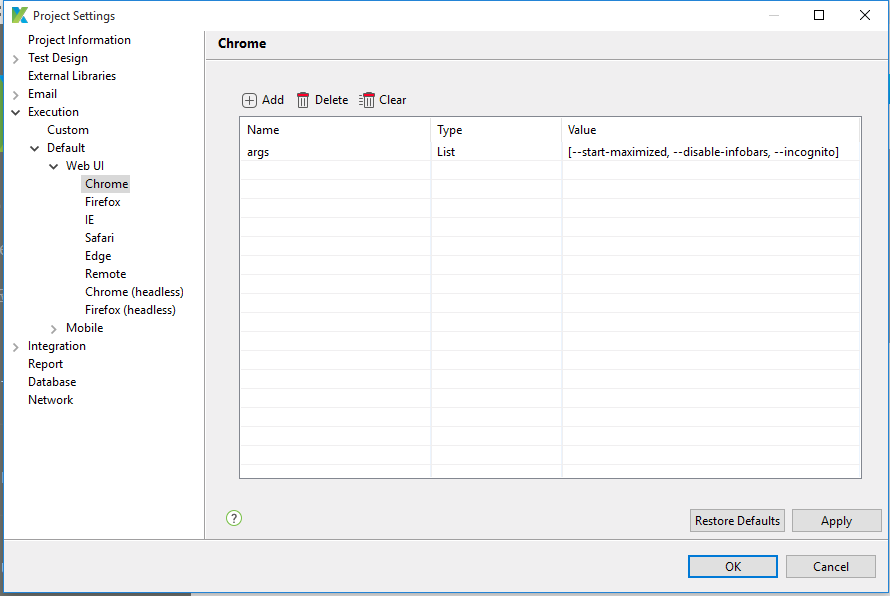 Project Settings
Project Information
Test Design
External Libraries
Email
Execution
Custom
Default
Web UI
Chrome
Firefox
IE
Safari
Edge
Remote
Chrome (headless)
Firefox (headless)
Mobile
Integration
Report
Database
Network
Chrome
Add Delete Clear
Name Type Value
args List [--start-maximized, --disable-infobars, --incognito]
?
Restore Defaults Apply
OK Cancel